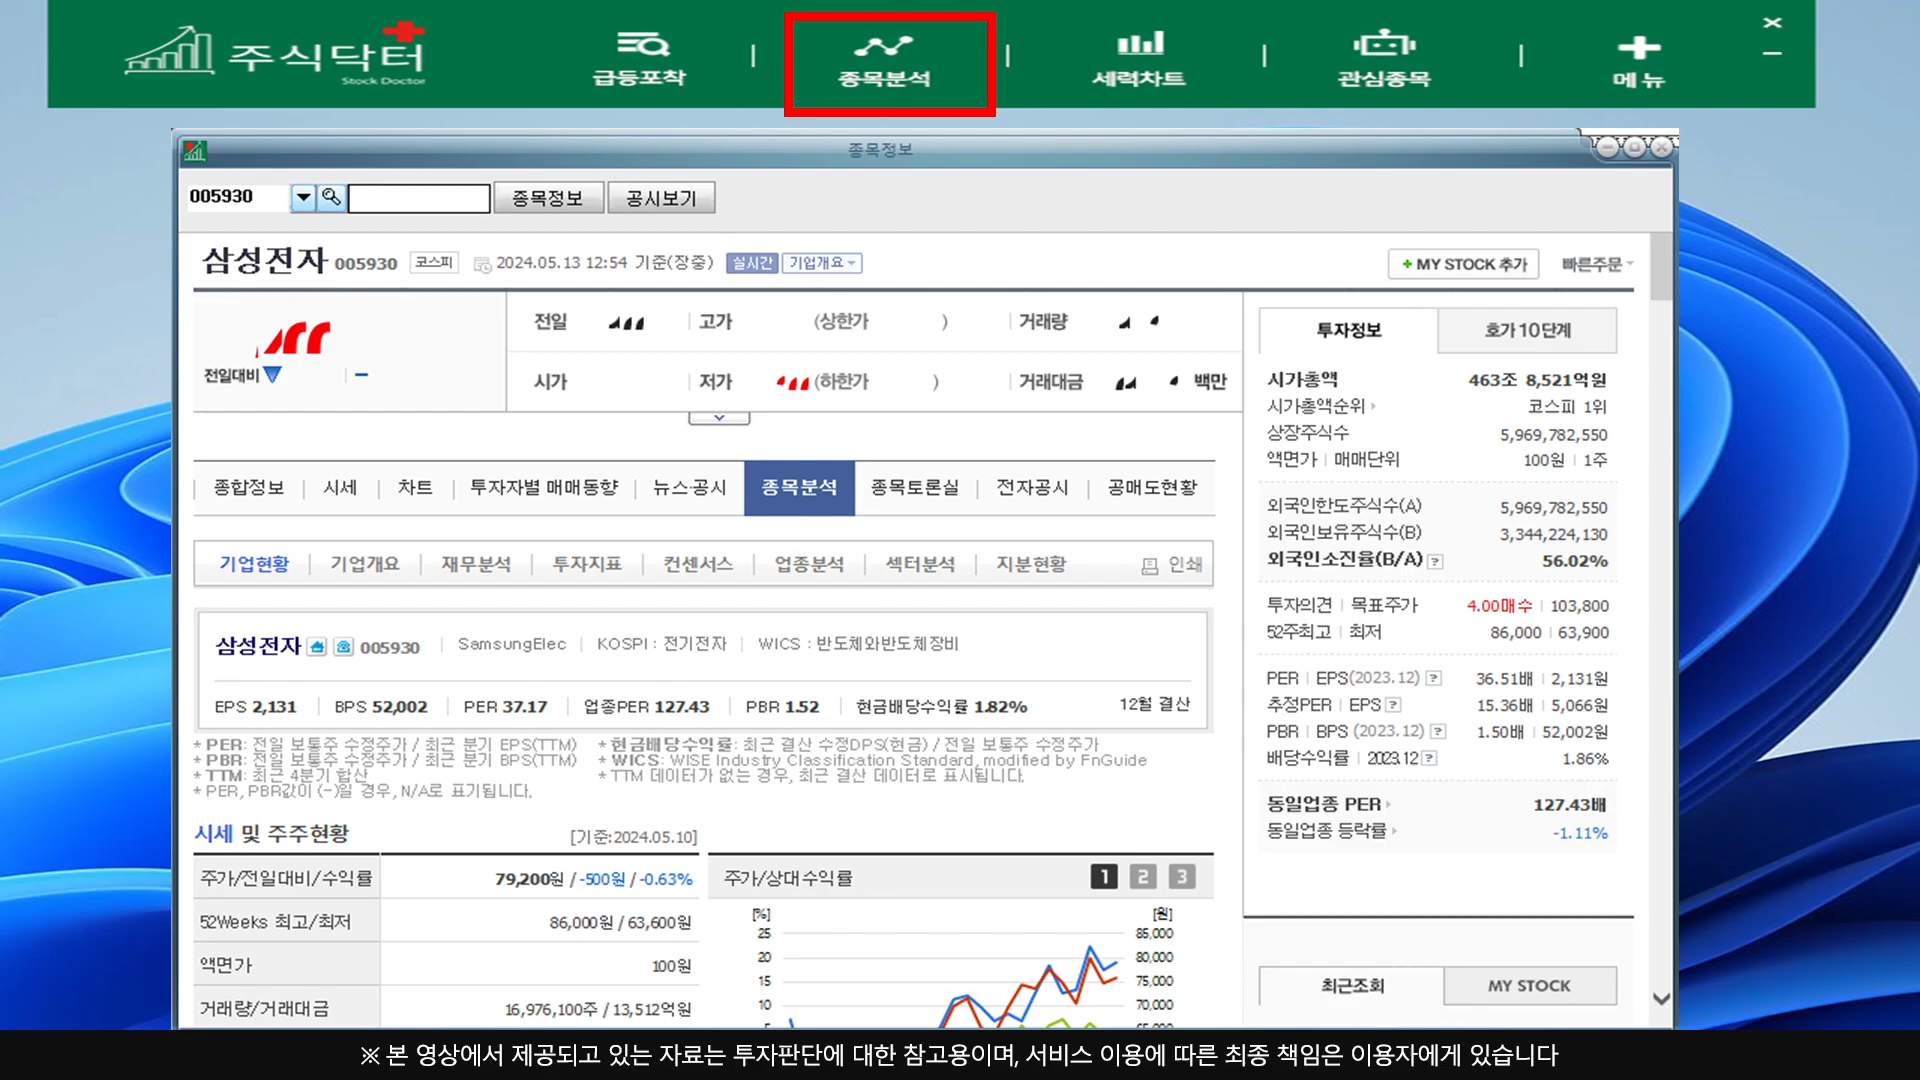 주식닥터
Stock Doctor
급등포착 | 종목분석 | 세력차트 | 관심종목 | 메뉴
종목정보
005930 종목정보 공시보기
삼성전자 005930 코스피 2024.05.13 12:54 기준(장중) 실시간 기업개요
+ MY STOCK 추가 빠른주문
전일 고가 (상한가 ) 거래량
전일대비
시가 저가 (하한가 ) 거래대금 백만
종합정보 시세 차트 투자자별 매매동향 뉴스·공시 종목분석 종목토론실 전자공시 공매도현황
기업현황 기업개요 재무분석 투자지표 컨센서스 업종분석 섹터분석 지분현황 인쇄
삼성전자 005930 SamsungElec KOSPI : 전기전자 WICS : 반도체와반도체장비
EPS 2,131 BPS 52,002 PER 37.17 업종PER 127.43 PBR 1.52 현금배당수익률 1.82% 12월 결산
* PER: 전일 보통주 수정주가 / 최근 분기 EPS(TTM)
* PBR: 전일 보통주 수정주가 / 최근 분기 BPS(TTM)
* TTM: 최근 4분기 합산
* PER, PBR값이 (-)일 경우, N/A로 표기됩니다.
* 현금배당수익률: 최근 결산 수정DPS(현금) / 전일 보통주 수정주가
* WICS: WISE Industry Classification Standard, modified by FnGuide
* TTM 데이터가 없는 경우, 최근 결산 데이터로 표시됩니다.
시세 및 주주현황 [기준:2024.05.10]
주가/전일대비/수익률 79,200원 / -500원 / -0.63%
52Weeks 최고/최저 86,000원 / 63,600원
액면가 100원
거래량/거래대금 16,976,100주 / 13,512억원
주가/상대수익률 1 2 3
[%] [원]
25 85,000
20 80,000
15 75,000
10 70,000
5 65,000
투자정보 호가10단계
시가총액 463조 8,521억원
시가총액순위 코스피 1위
상장주식수 5,969,782,550
액면가 | 매매단위 100원 | 1주
외국인한도주식수(A) 5,969,782,550
외국인보유주식수(B) 3,344,224,130
외국인소진율(B/A) ? 56.02%
투자의견 | 목표주가 4.00매수 | 103,800
52주최고 | 최저 86,000 | 63,900
PER | EPS(2023.12) ? 36.51배 | 2,131원
추정PER | EPS ? 15.36배 | 5,066원
PBR | BPS (2023.12) ? 1.50배 | 52,002원
배당수익률 | 2023.12 ? 1.86%
동일업종 PER 127.43배
동일업종 등락률 -1.11%
최근조회 MY STOCK
※ 본 영상에서 제공되고 있는 자료는 투자판단에 대한 참고용이며, 서비스 이용에 따른 최종 책임은 이용자에게 있습니다